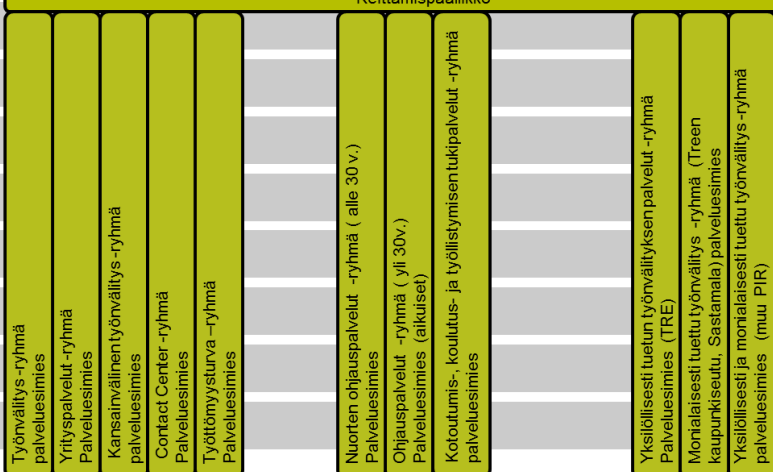 Kehittämispäällikkö
Työnvälitys -ryhmä
palveluesimies
Yrityspalvelut -ryhmä
Palveluesimies
Kansainvälinen työnvälitys -ryhmä
palveluesimies
Contact Center -ryhmä
Palveluesimies
Työttömyysturva –ryhmä
Palveluesimies
Nuorten ohjauspalvelut -ryhmä ( alle 30 v.)
Palveluesimies
Ohjauspalvelut -ryhmä ( yli 30v.)
Palveluesimies (aikuiset)
Kotoutumis-, koulutus- ja työllistymisen tukipalvelut -ryhmä
palveluesimies
Yksilöllisesti tuetun työnvälityksen palvelut -ryhmä
Palveluesimies (TRE)
Monialaisesti tuettu työnvälitys -ryhmä (Treen
kaupunkiseutu, Sastamala) palveluesimies
Yksilöllisesti ja monialaisesti tuettu työnvälitys -ryhmä
palveluesimies (muu PIR)